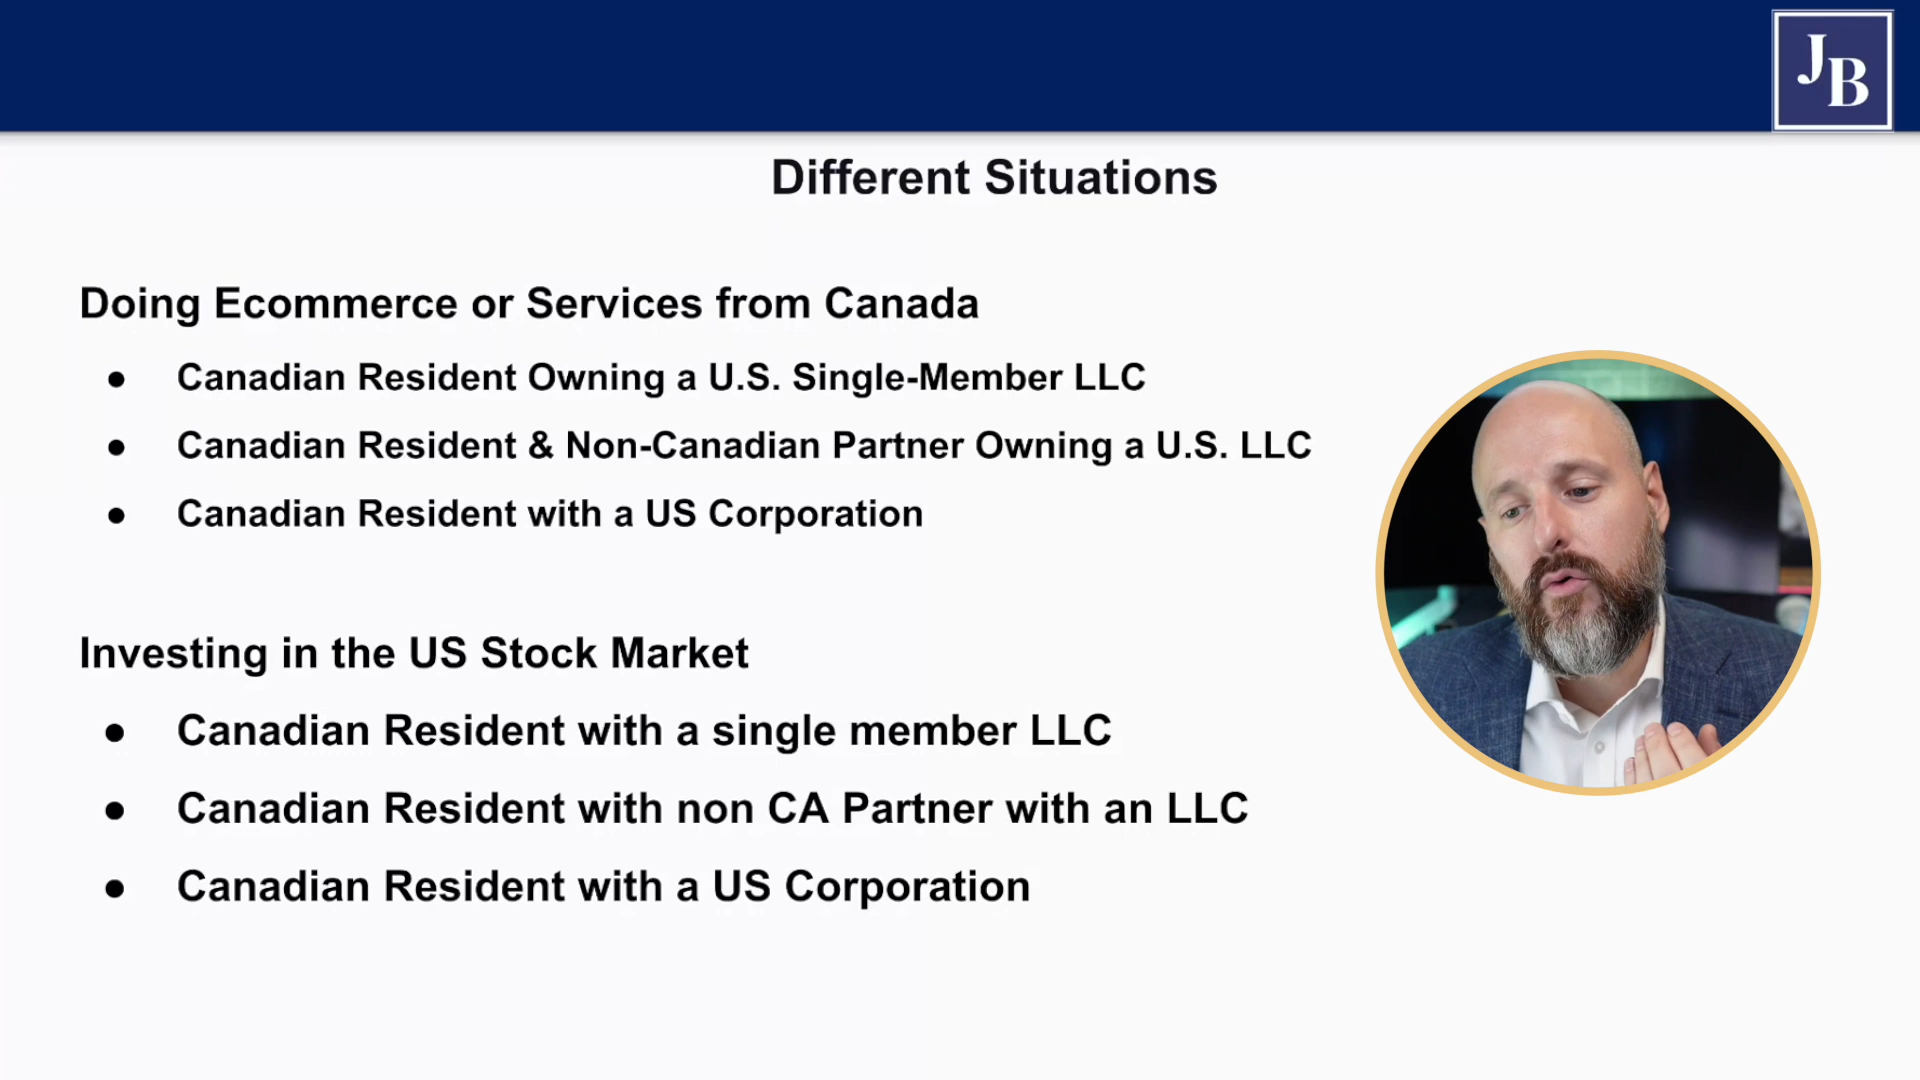 JB
Different Situations
Doing Ecommerce or Services from Canada
● Canadian Resident Owning a U.S. Single-Member LLC
● Canadian Resident & Non-Canadian Partner Owning a U.S. LLC
● Canadian Resident with a US Corporation
Investing in the US Stock Market
● Canadian Resident with a single member LLC
● Canadian Resident with non CA Partner with an LLC
● Canadian Resident with a US Corporation